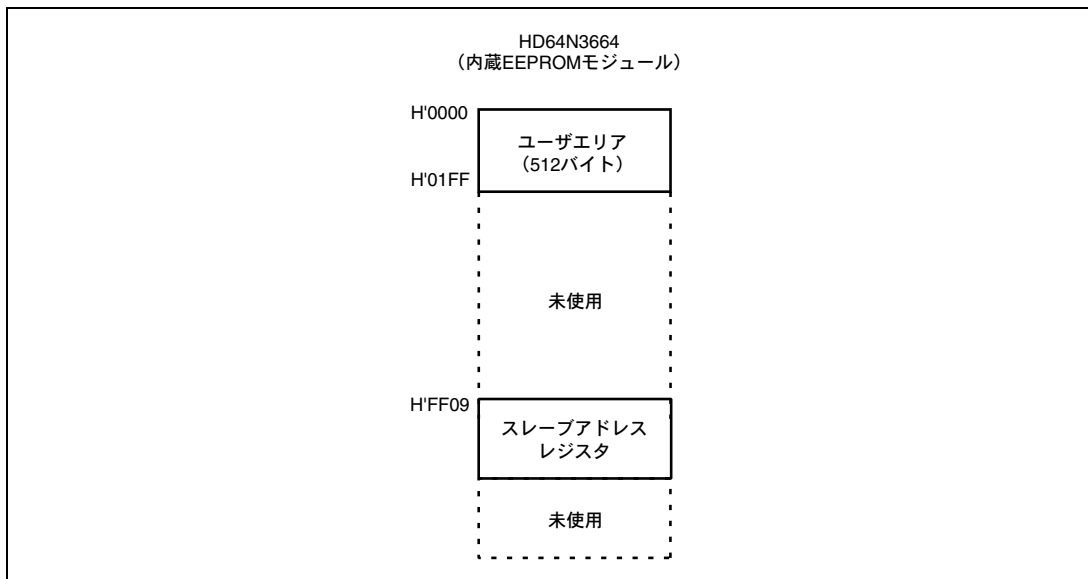 HD64N3664
（内蔵EEPROMモジュール）
H'0000
ユーザエリア
（512バイト）
H'01FF
未使用
H'FF09
スレーブアドレス
レジスタ
未使用